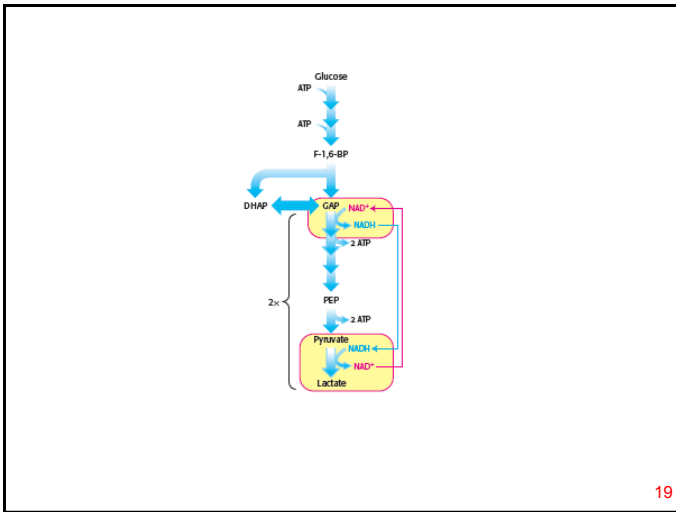 Glucose
ATP
ATP
F-1,6-BP
DHAP
GAP
NAD⁺
NADH
2 ATP
2×
PEP
2 ATP
Pyruvate
NADH
NAD⁺
Lactate
19